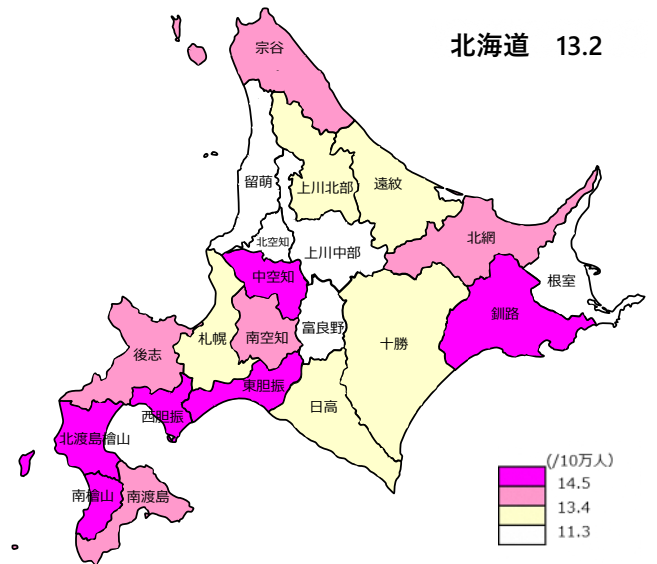 北海道 13.2
宗谷
留萌
上川北部
遠紋
北空知
上川中部
北網
中空知
根室
釧路
札幌
南空知
富良野
十勝
後志
東胆振
西胆振
日高
北渡島檜山
南檜山
南渡島
(/10万人)
14.5
13.4
11.3